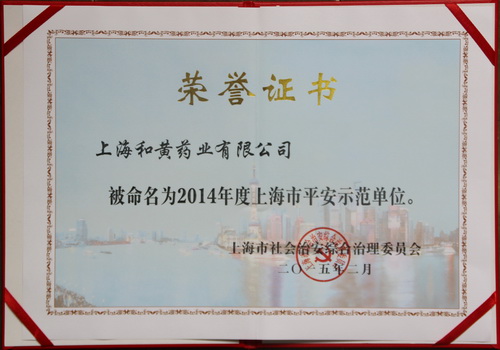 荣誉证书
上海和黄药业有限公司
被命名为2014年度上海市平安示范单位。
上海市社会治安综合治理委员会
二〇一五年二月